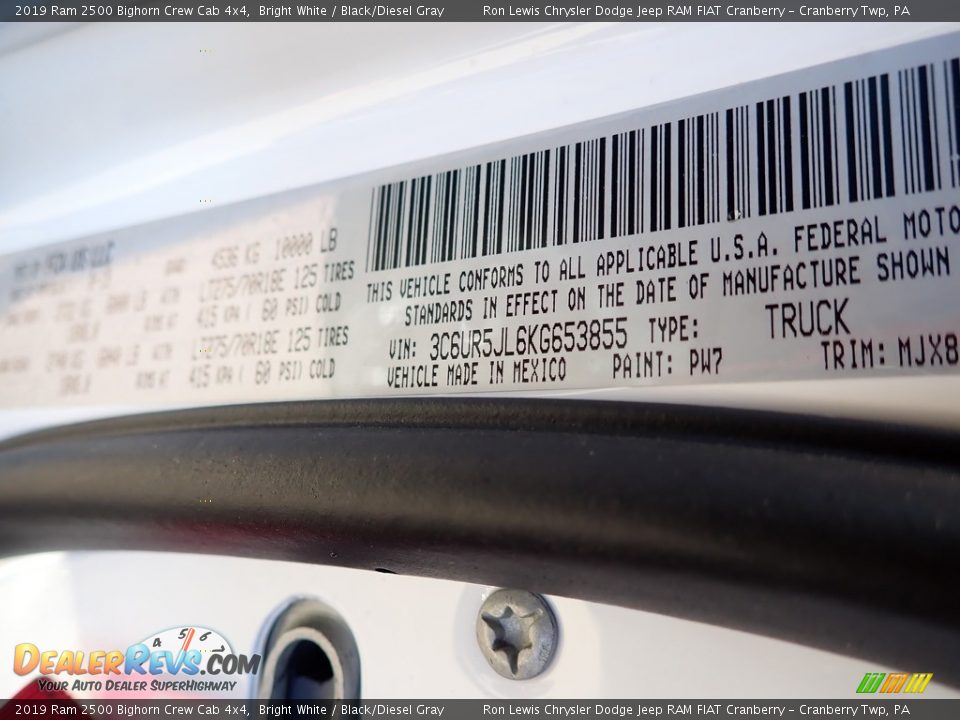 2019 Ram 2500 Bighorn Crew Cab 4x4, Bright White / Black/Diesel Gray Ron Lewis Chrysler Dodge Jeep RAM FIAT Cranberry - Cranberry Twp, PA
4536 KG 10000 LB
LT275/70R18E 125 TIRES
415 KPA ( 60 PSI) COLD
LT275/70R18E 125 TIRES
415 KPA ( 60 PSI) COLD
THIS VEHICLE CONFORMS TO ALL APPLICABLE U.S.A. FEDERAL MOTO
STANDARDS IN EFFECT ON THE DATE OF MANUFACTURE SHOWN
VIN: 3C6UR5JL6KG653855 TYPE: TRUCK
VEHICLE MADE IN MEXICO PAINT: PW7 TRIM: MJX8
4 5 6
DealerRevs.com
Your Auto Dealer SuperHighway
2019 Ram 2500 Bighorn Crew Cab 4x4, Bright White / Black/Diesel Gray Ron Lewis Chrysler Dodge Jeep RAM FIAT Cranberry - Cranberry Twp, PA